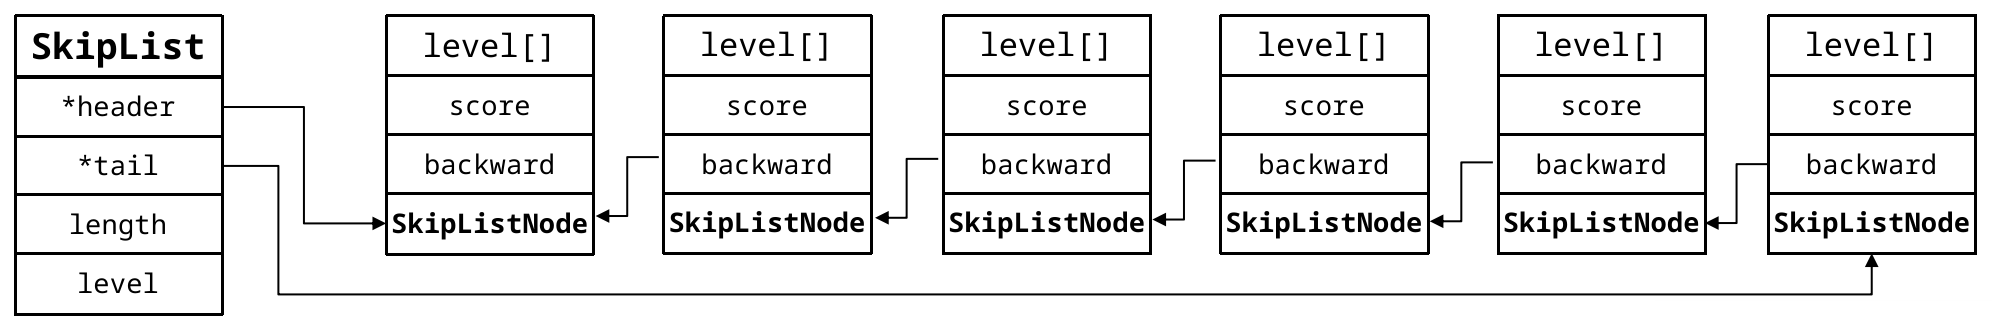 SkipList
*header
*tail
length
level
level[]
score
backward
SkipListNode
level[]
score
backward
SkipListNode
level[]
score
backward
SkipListNode
level[]
score
backward
SkipListNode
level[]
score
backward
SkipListNode
level[]
score
backward
SkipListNode